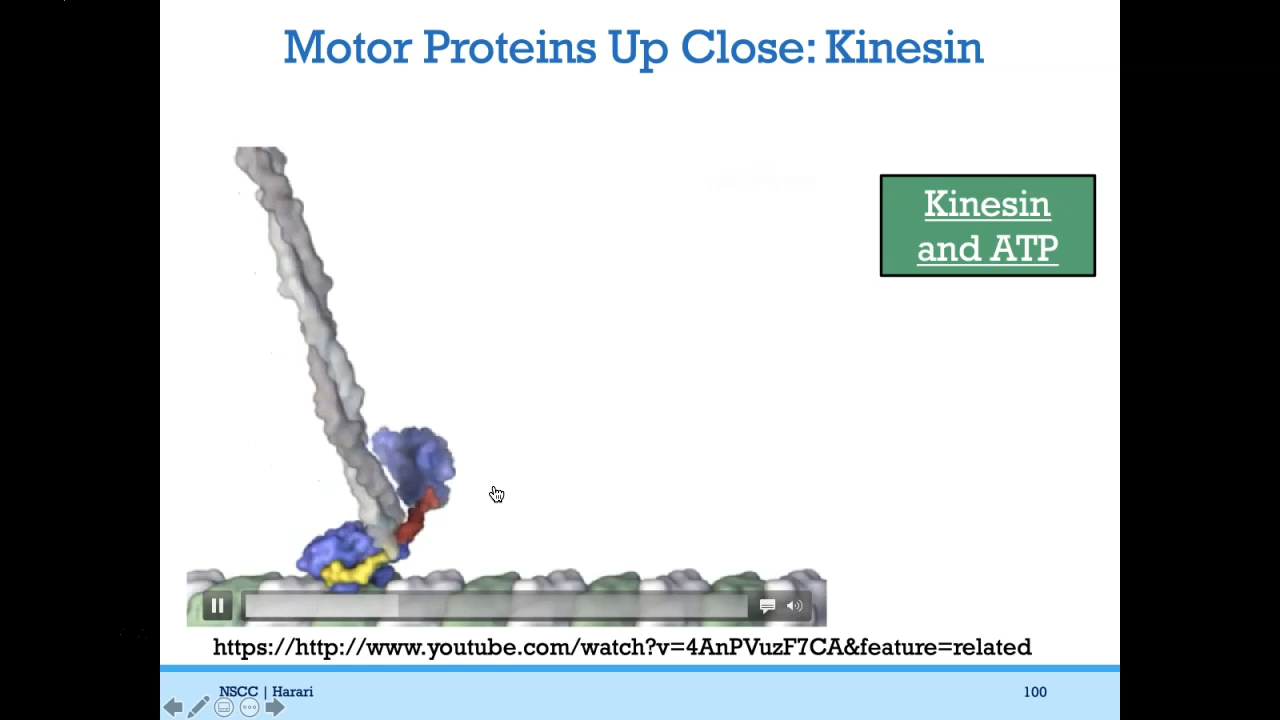 Motor Proteins Up Close: Kinesin
Kinesin
and ATP
https://http://www.youtube.com/watch?v=4AnPVuzF7CA&feature=related
NSCC | Harari
100